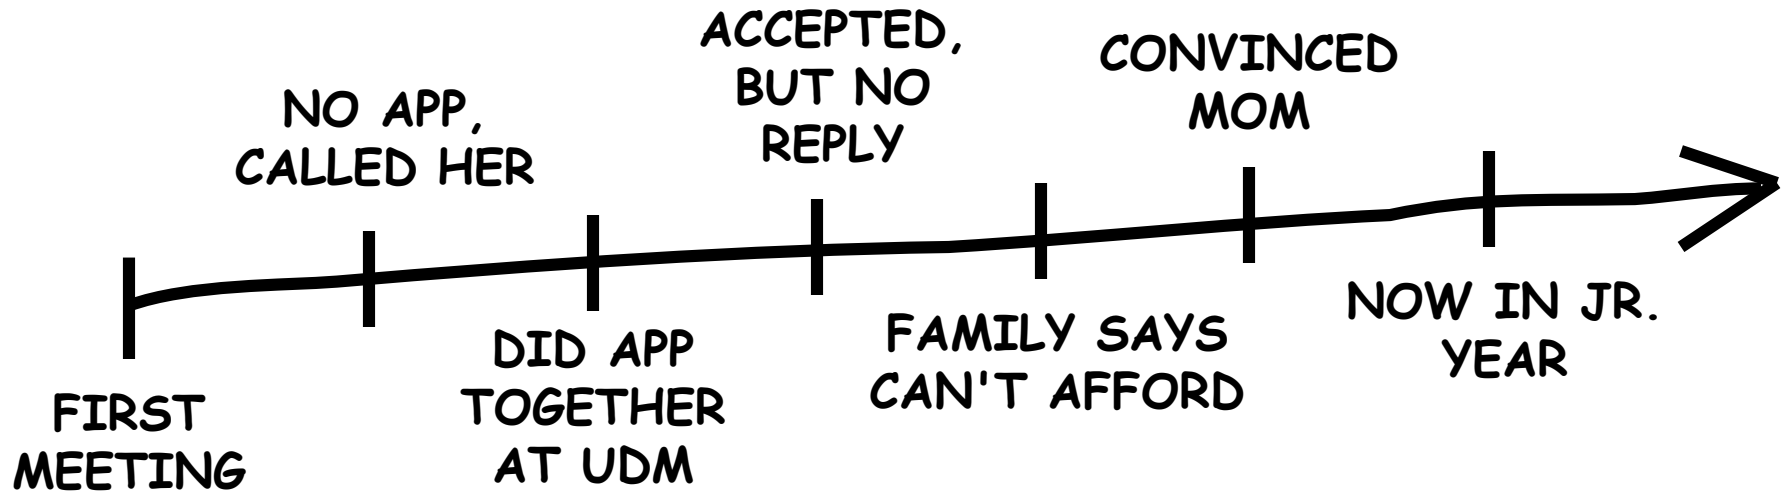 FIRST
MEETING
NO APP,
CALLED HER
DID APP
TOGETHER
AT UDM
ACCEPTED,
BUT NO
REPLY
FAMILY SAYS
CAN'T AFFORD
CONVINCED
MOM
NOW IN JR.
YEAR